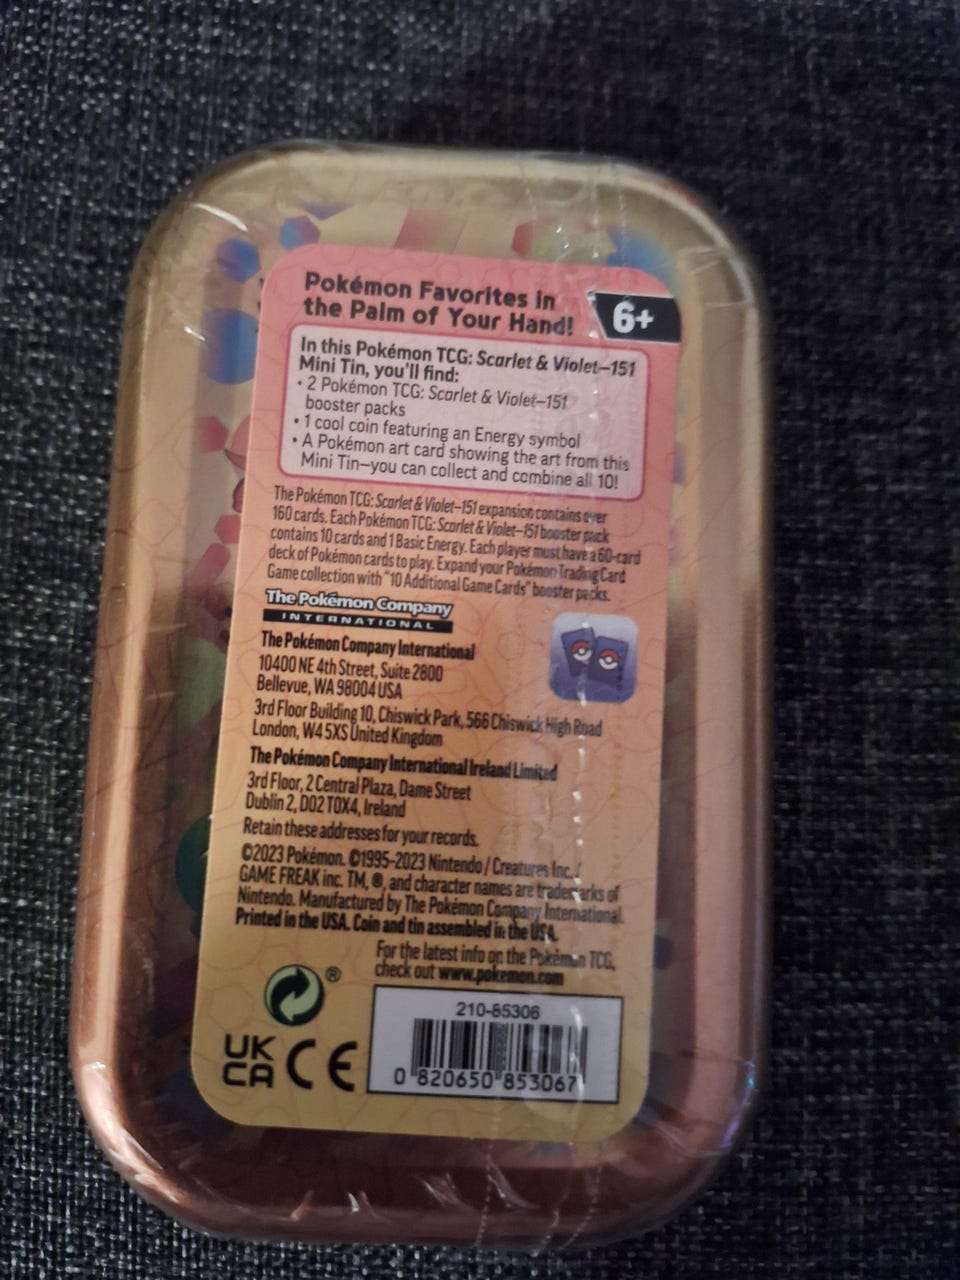 Pokémon Favorites in
the Palm of Your Hand!
6+
In this Pokémon TCG: Scarlet & Violet–151
Mini Tin, you'll find:
• 2 Pokémon TCG: Scarlet & Violet–151
booster packs
• 1 cool coin featuring an Energy symbol
• A Pokémon art card showing the art from this
Mini Tin—you can collect and combine all 10!
The Pokémon TCG: Scarlet & Violet–151 expansion contains over
160 cards. Each Pokémon TCG: Scarlet & Violet–151 booster pack
contains 10 cards and 1 Basic Energy. Each player must have a 60-card
deck of Pokémon cards to play. Expand your Pokémon Trading Card
Game collection with "10 Additional Game Cards" booster packs.
The Pokémon Company
INTERNATIONAL
The Pokémon Company International
10400 NE 4th Street, Suite 2800
Bellevue, WA 98004 USA
3rd Floor Building 10, Chiswick Park, 566 Chiswick High Road
London, W4 5XS United Kingdom
The Pokémon Company International Ireland Limited
3rd Floor, 2 Central Plaza, Dame Street
Dublin 2, D02 T0X4, Ireland
Retain these addresses for your records.
©2023 Pokémon. ©1995–2023 Nintendo / Creatures Inc. /
GAME FREAK inc. TM, ®, and character names are trademarks of
Nintendo. Manufactured by The Pokémon Company International.
Printed in the USA. Coin and tin assembled in the USA.
For the latest info on the Pokémon TCG,
check out www.pokemon.com
®
UK
CA
CE
210-85306
0 820650 853067